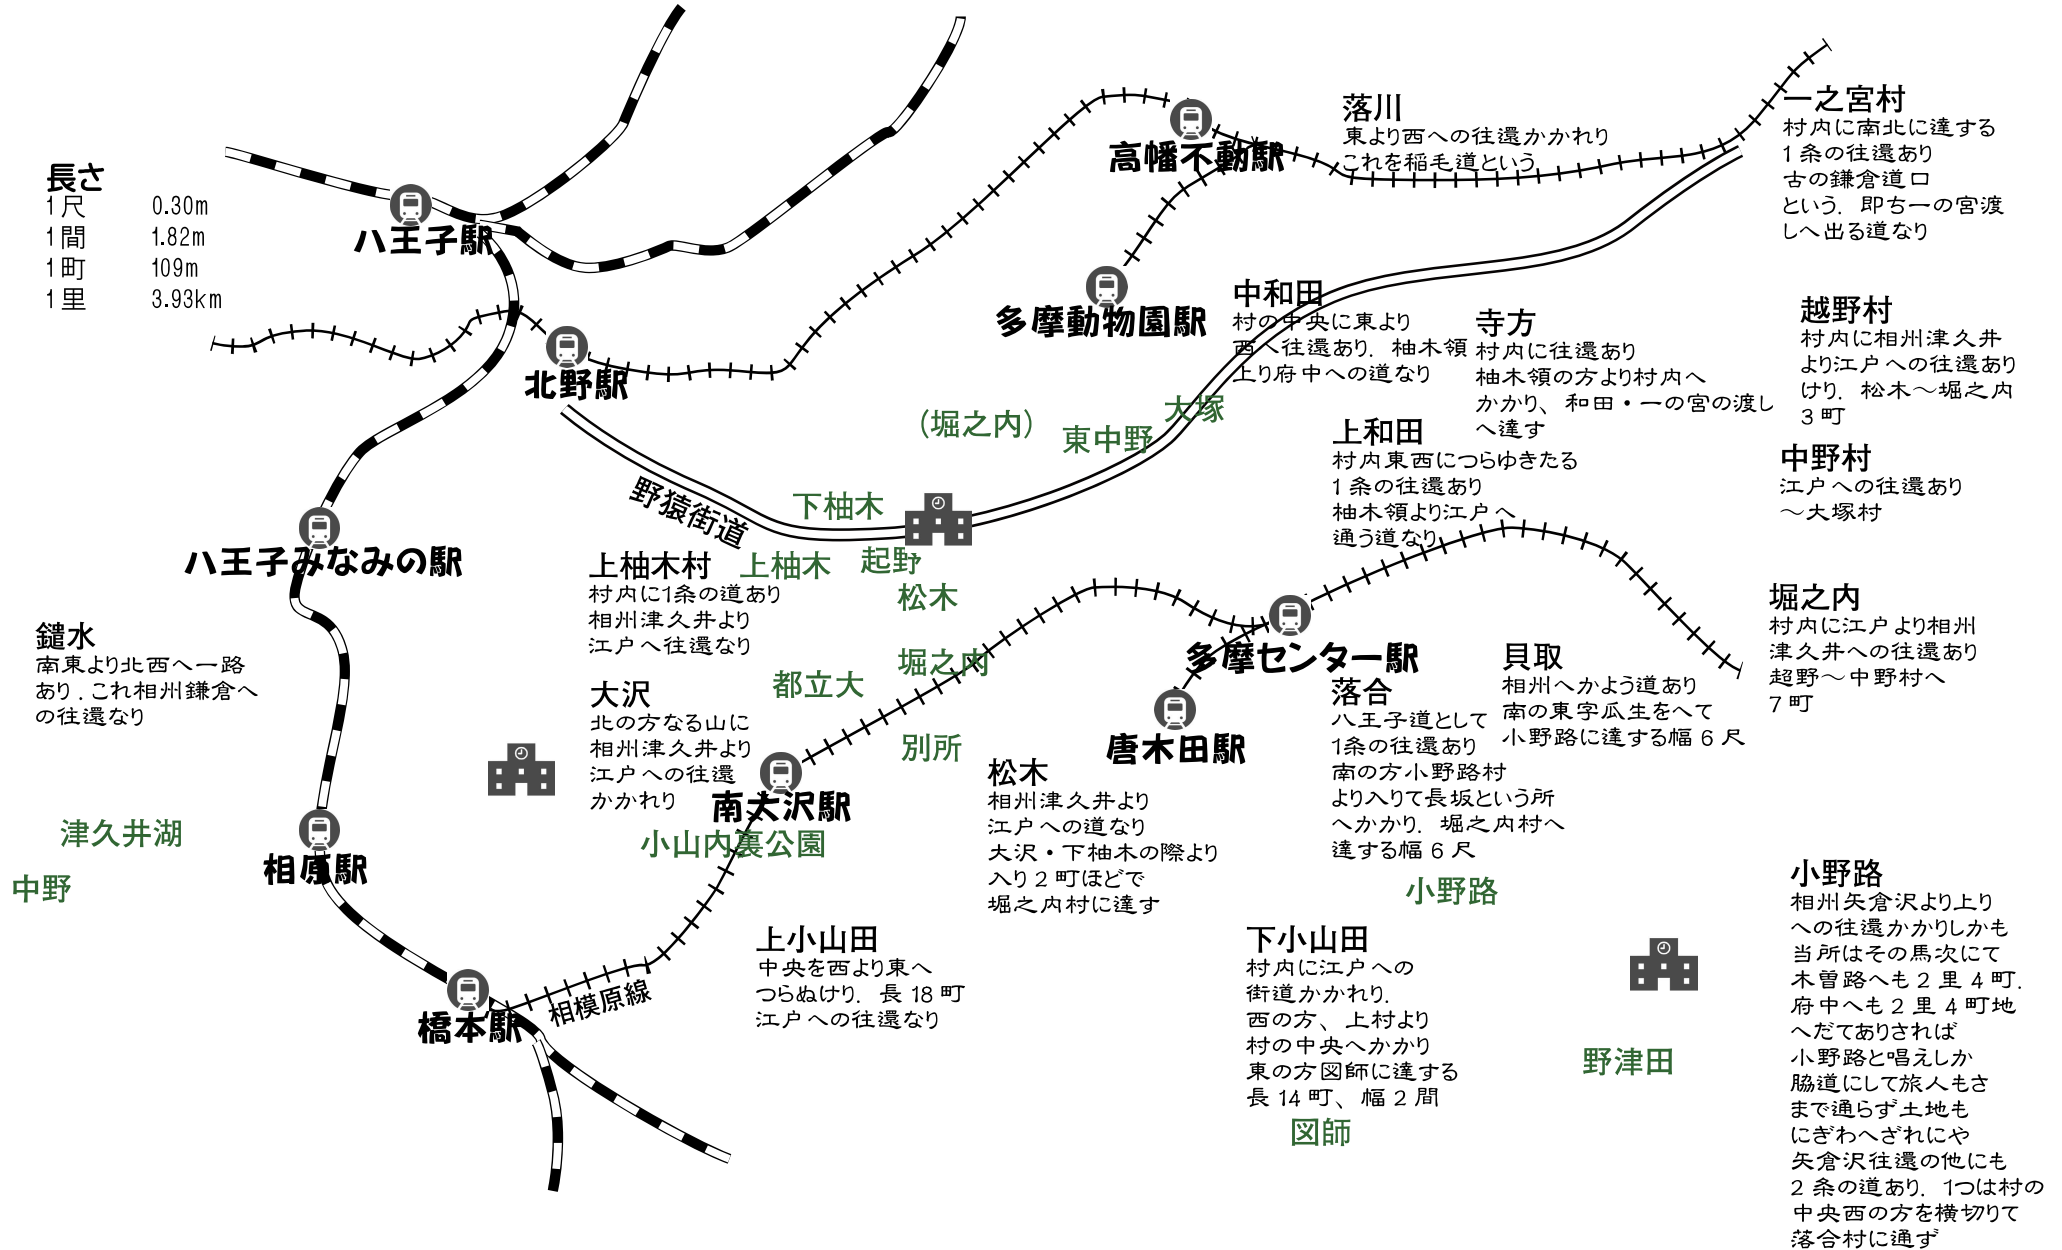 長さ
1尺 0.30m
1間 1.82m
1町 109m
1里 3.93km
八王子駅
高幡不動駅
落川
東より西への往還かかれり
これを稲毛道という
一之宮村
村内に南北に達する
1条の往還あり
古の鎌倉道口
という. 即ち一の宮渡
しへ出る道なり
多摩動物園駅
北野駅
中和田
村の中央に東より
西へ往還あり. 柚木領
上り府中への道なり
寺方
村内に往還あり
柚木領の方より村内へ
かかり、和田・一の宮の渡し
へ達す
越野村
村内に相州津久井
より江戸への往還あり
けり. 松木～堀之内
3町
(堀之内)
東中野
大塚
上和田
村内東西につらゆきたる
1条の往還あり
柚木領より江戸へ
通う道なり
中野村
江戸への往還あり
～大塚村
野猿街道
下柚木
八王子みなみの駅
上柚木村
村内に1条の道あり
相州津久井より
江戸へ往還なり
上柚木
起野
松木
堀之内
村内に江戸より相州
津久井への往還あり
超野～中野村へ
7町
鑓水
南東より北西へ一路
あり.これ相州鎌倉へ
の往還なり
大沢
北の方なる山に
相州津久井より
江戸への往還
かかれり
都立大
堀之内
別所
多摩センター駅
唐木田駅
落合
八王子道として
1条の往還あり
南の方小野路村
より入りて長坂という所
へかかり. 堀之内村へ
達する幅6尺
貝取
相州へかよう道あり
南の東字瓜生をへて
小野路に達する幅6尺
南大沢駅
小山内裏公園
松木
相州津久井より
江戸への道なり
大沢・下柚木の際より
入り2町ほどで
堀之内村に達す
津久井湖
中野
相原駅
小野路
小野路
相州矢倉沢より上り
への往還かかりしかも
当所はその馬次にて
木曽路へも2里4町.
府中へも2里4町地
へだてありされば
小野路と唱えしか
脇道にして旅人もさ
まで通らず土地も
にぎわへざれにや
矢倉沢往還の他にも
2条の道あり. 1つは村の
中央西の方を横切りて
落合村に通ず
橋本駅
相模原線
上小山田
中央を西より東へ
つらぬけり. 長18町
江戸への往還なり
下小山田
村内に江戸への
街道かかれり.
西の方、上村より
村の中央へかかり
東の方図師に達する
長14町、幅2間
野津田
図師